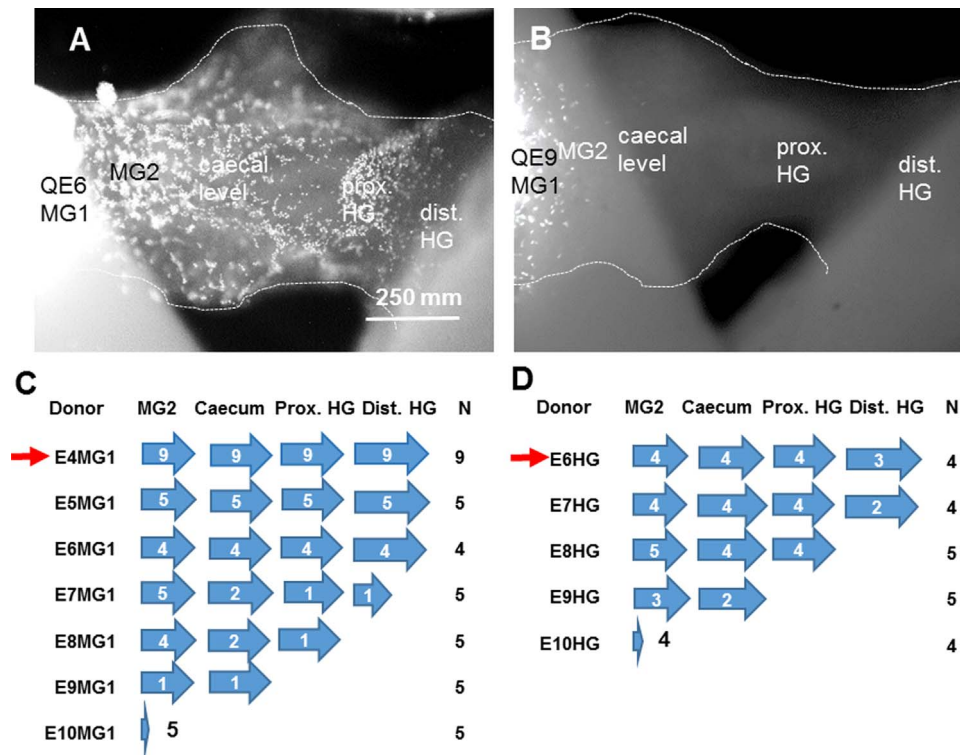 A
QE6
MG1
MG2
caecal
level
prox.
HG
dist.
HG
250 mm
B
QE9
MG1
MG2
caecal
level
prox.
HG
dist.
HG
C
Donor MG2 Caecum Prox. HG Dist. HG N
E4MG1 9 9 9 9 9
E5MG1 5 5 5 5 5
E6MG1 4 4 4 4 4
E7MG1 5 2 1 1 5
E8MG1 4 2 1 5
E9MG1 1 1 5
E10MG1 5 5
D
Donor MG2 Caecum Prox. HG Dist. HG N
E6HG 4 4 4 3 4
E7HG 4 4 4 2 4
E8HG 5 4 4 5
E9HG 3 2 5
E10HG 4 4